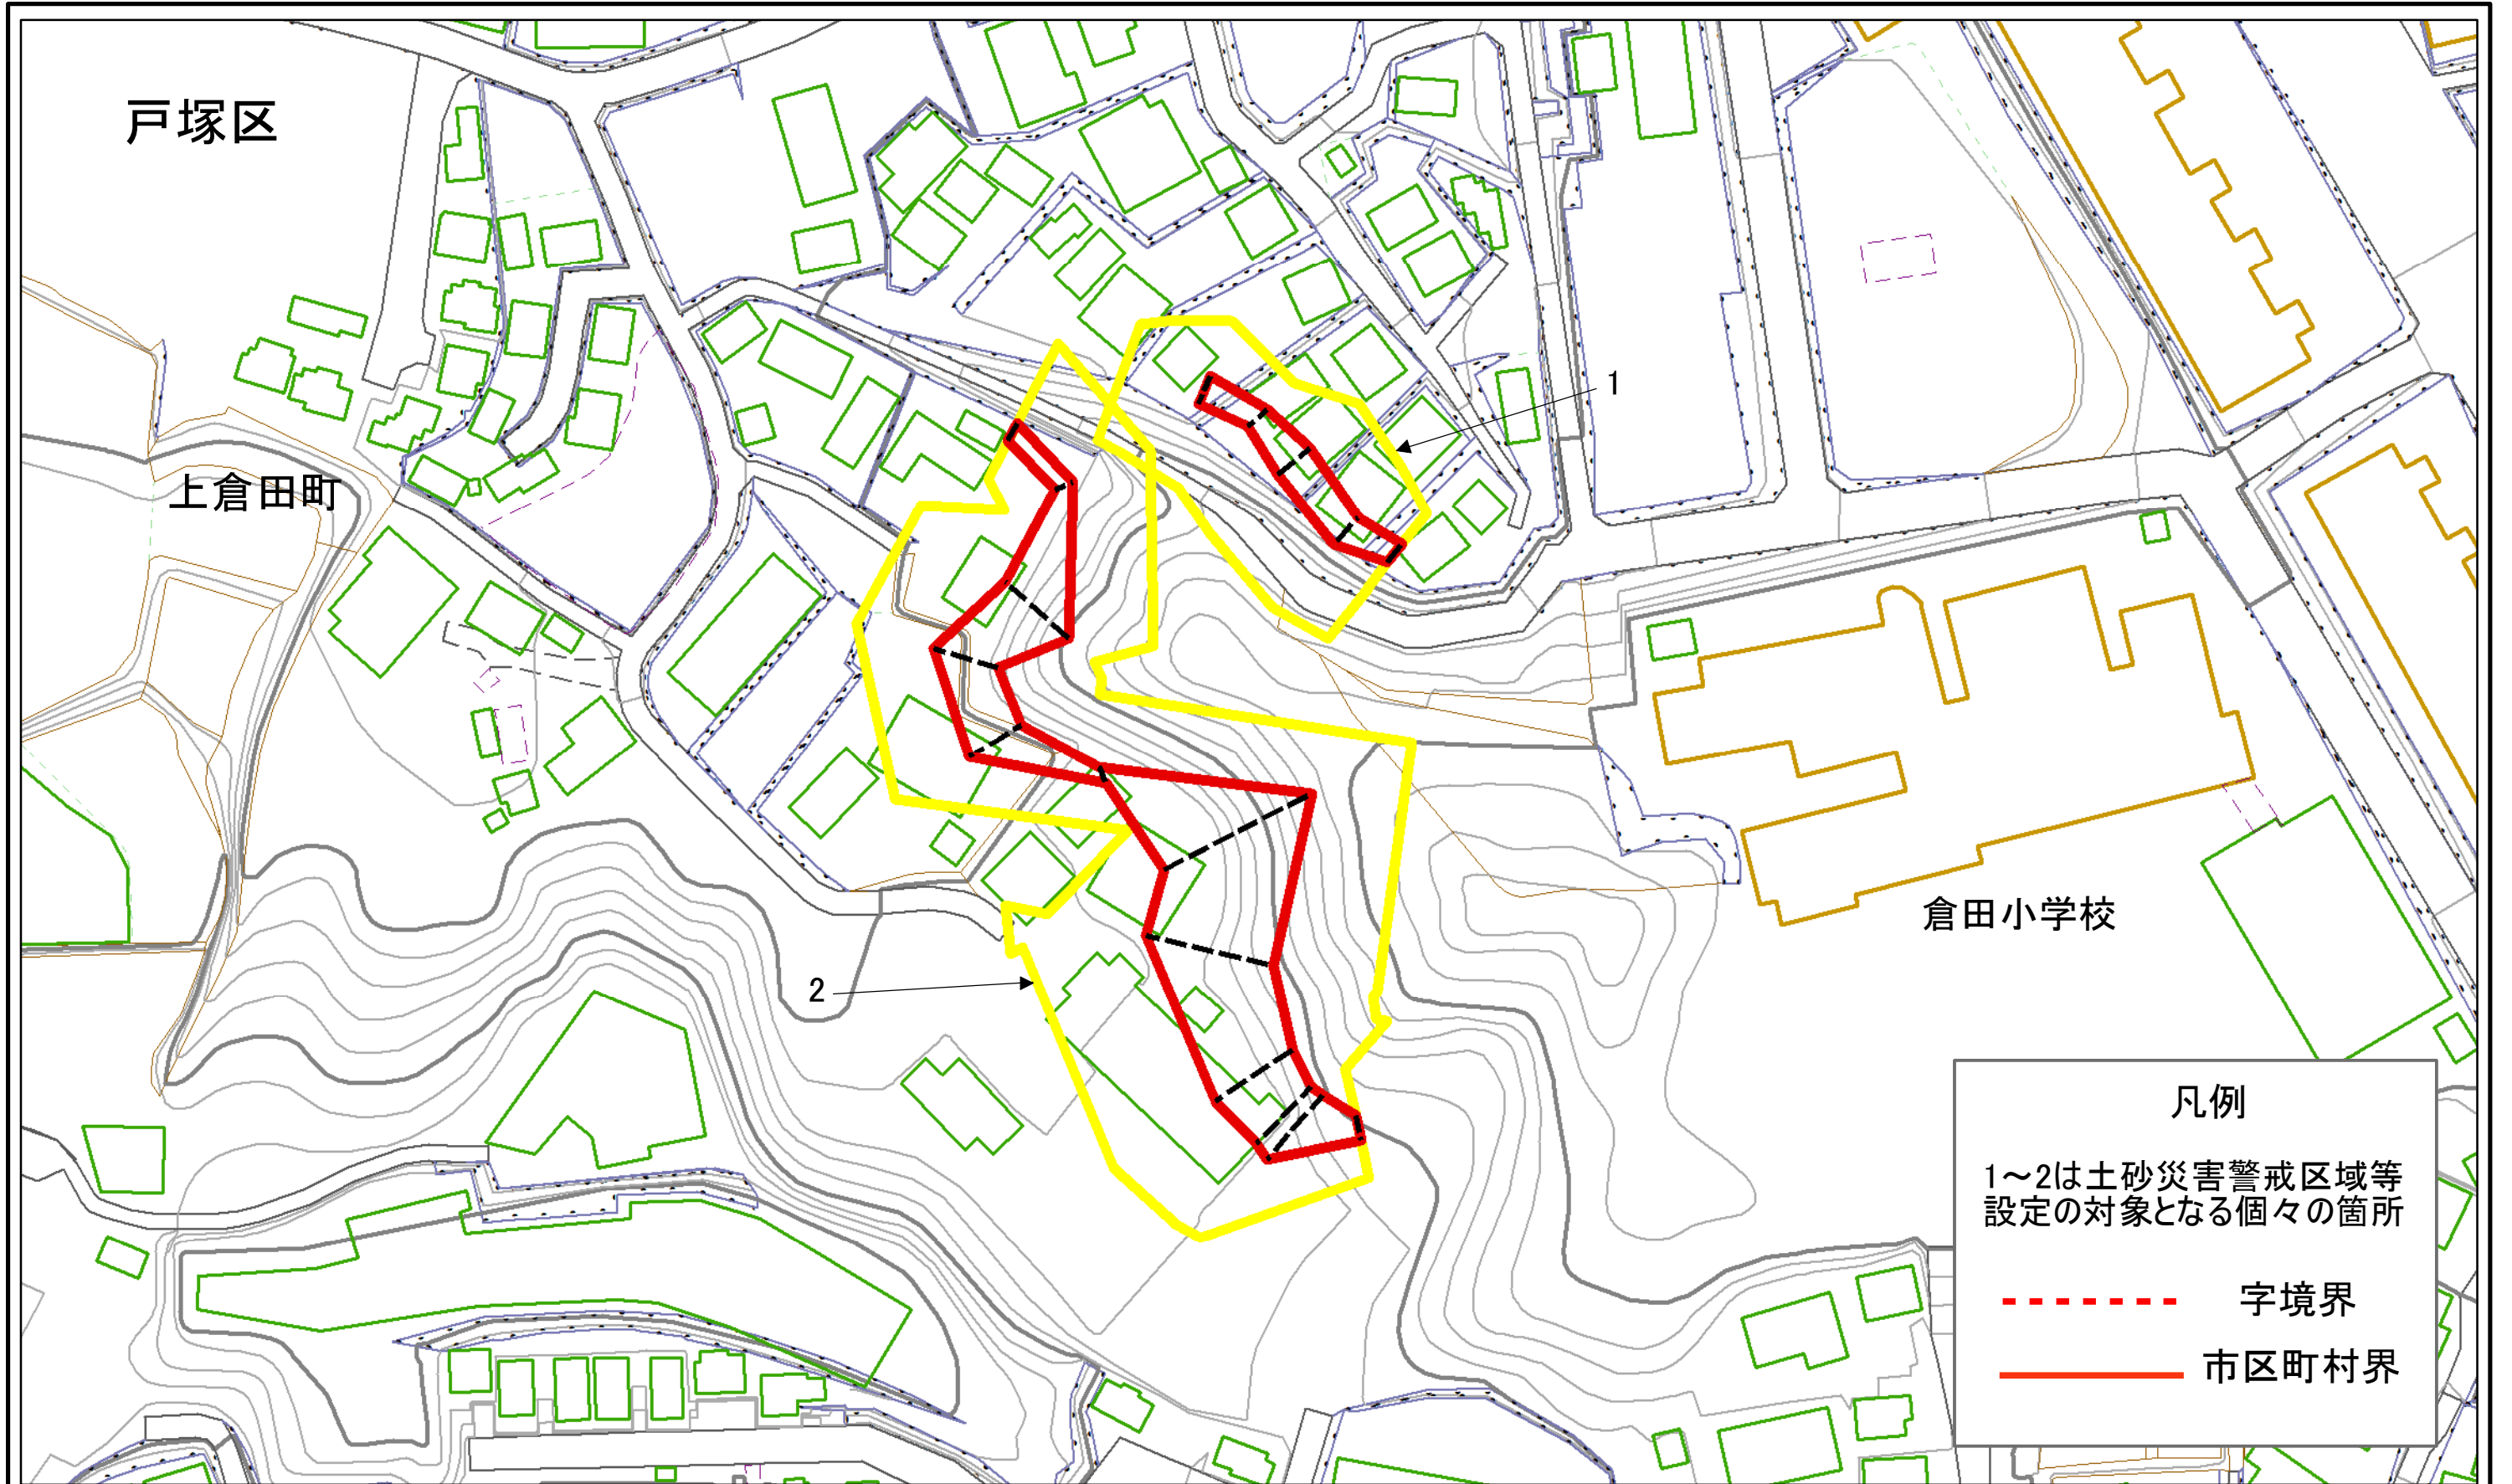 戸塚区
1
上倉田町
倉田小学校
2
凡例
1～2は土砂災害警戒区域等
設定の対象となる個々の箇所
字境界
市区町村界